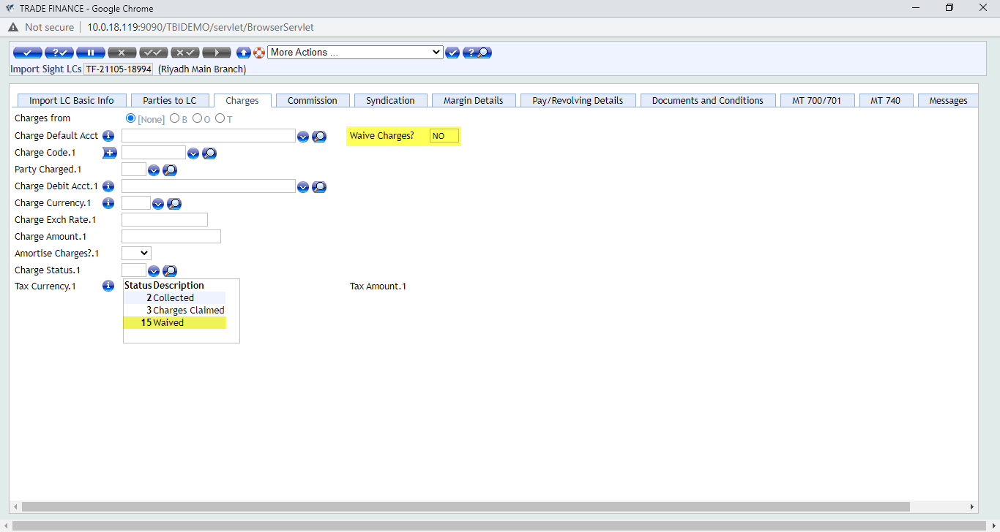 TRADE FINANCE - Google Chrome
Not secure | 10.0.18.119:9090/TBIDEMO/servlet/BrowserServlet
More Actions ...
Import Sight LCs TF-21105-18994 (Riyadh Main Branch)
Import LC Basic Info Parties to LC Charges Commission Syndication Margin Details Pay/Revolving Details Documents and Conditions MT 700/701 MT 740 Messages
Charges from [None] B O T
Charge Default Acct Waive Charges? NO
Charge Code.1
Party Charged.1
Charge Debit Acct.1
Charge Currency.1
Charge Exch Rate.1
Charge Amount.1
Amortise Charges?.1
Charge Status.1
Tax Currency.1 Status Description Tax Amount.1
2 Collected
3 Charges Claimed
15 Waived